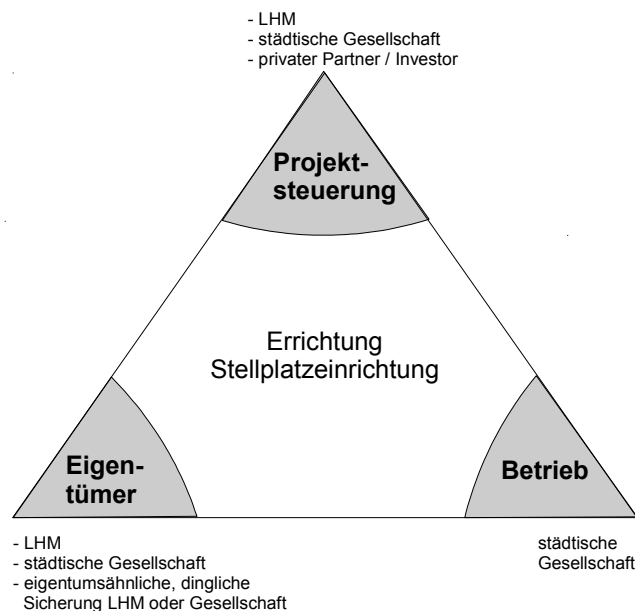 - LHM
- städtische Gesellschaft
- privater Partner / Investor
Projekt-
steuerung
Errichtung
Stellplatzeinrichtung
Eigen-
tümer
Betrieb
- LHM
- städtische Gesellschaft
- eigentumsähnliche, dingliche
Sicherung LHM oder Gesellschaft
städtische
Gesellschaft